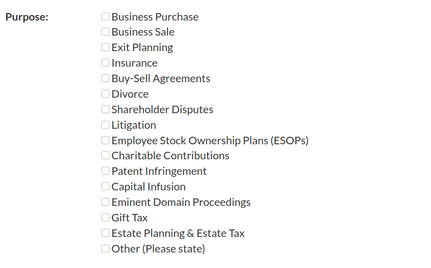 Purpose: Business Purchase
Business Sale
Exit Planning
Insurance
Buy-Sell Agreements
Divorce
Shareholder Disputes
Litigation
Employee Stock Ownership Plans (ESOPs)
Charitable Contributions
Patent Infringement
Capital Infusion
Eminent Domain Proceedings
Gift Tax
Estate Planning & Estate Tax
Other (Please state)